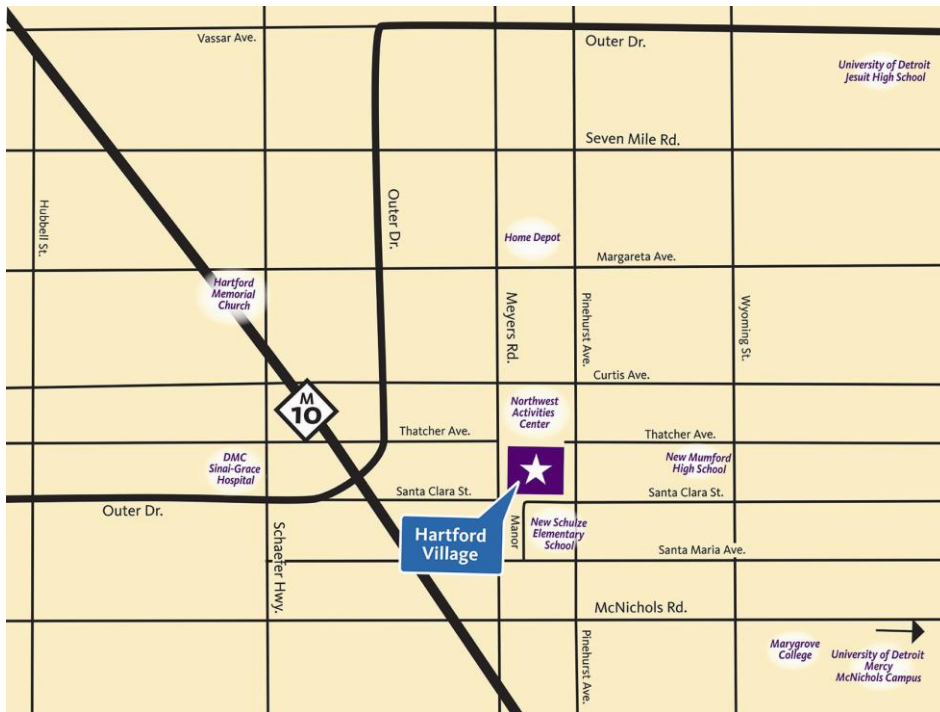 Vassar Ave.
Outer Dr.
University of Detroit
Jesuit High School
Seven Mile Rd.
Hubbell St.
Outer Dr.
Home Depot
Margareta Ave.
Hartford
Memorial
Church
Meyers Rd.
Pinehurst Ave.
Wyoming St.
Curtis Ave.
M
10
Northwest
Activities
Center
Thatcher Ave.
Thatcher Ave.
DMC
Sinai-Grace
Hospital
New Mumford
High School
Santa Clara St.
Santa Clara St.
Outer Dr.
Schaefer Hwy.
Hartford
Village
Manor
New Schulze
Elementary
School
Santa Maria Ave.
McNichols Rd.
Pinehurst Ave.
Marygrove
College
University of Detroit
Mercy
McNichols Campus